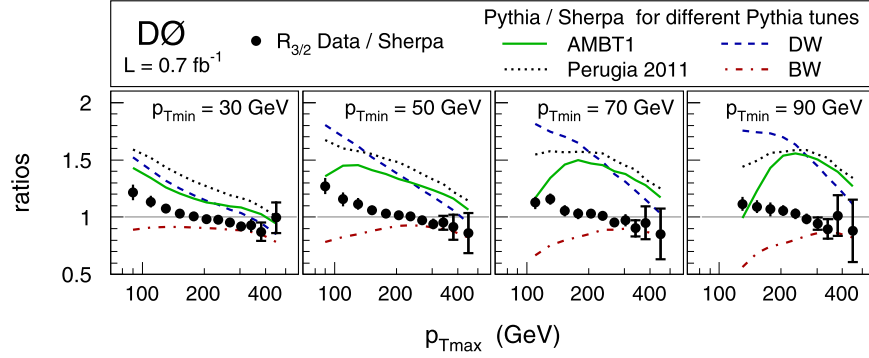 DØ
L = 0.7 fb-1
R3/2 Data / Sherpa
Pythia / Sherpa for different Pythia tunes
AMBT1
DW
Perugia 2011
BW
pTmin = 30 GeV
pTmin = 50 GeV
pTmin = 70 GeV
pTmin = 90 GeV
2
1.5
1
0.5
ratios
100 200 400
100 200 400
100 200 400
100 200 400
pTmax (GeV)